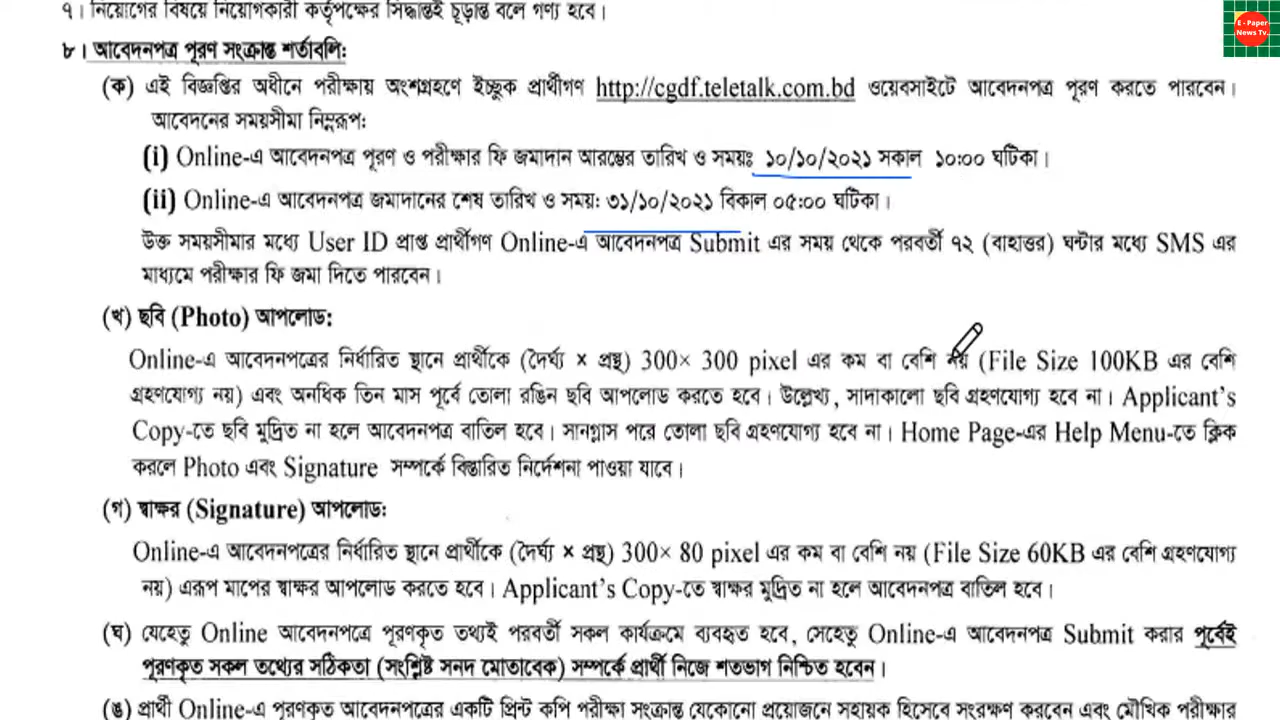 ৭। নিয়োগের বিষয়ে নিয়োগকারী কর্তৃপক্ষের সিদ্ধান্তই চূড়ান্ত বলে গণ্য হবে।
E - Paper
News Tv.
৮। আবেদনপত্র পূরণ সংক্রান্ত শর্তাবলি:
(ক) এই বিজ্ঞপ্তির অধীনে পরীক্ষায় অংশগ্রহণে ইচ্ছুক প্রার্থীগণ http://cgdf.teletalk.com.bd ওয়েবসাইটে আবেদনপত্র পূরণ করতে পারবেন।
আবেদনের সময়সীমা নিম্নরূপ:
(i) Online-এ আবেদনপত্র পূরণ ও পরীক্ষার ফি জমাদান আরম্ভের তারিখ ও সময়ঃ ১০/১০/২০২১ সকাল ১০:০০ ঘটিকা।
(ii) Online-এ আবেদনপত্র জমাদানের শেষ তারিখ ও সময়: ৩১/১০/২০২১ বিকাল ০৫:০০ ঘটিকা।
উক্ত সময়সীমার মধ্যে User ID প্রাপ্ত প্রার্থীগণ Online-এ আবেদনপত্র Submit এর সময় থেকে পরবর্তী ৭২ (বাহাত্তর) ঘন্টার মধ্যে SMS এর
মাধ্যমে পরীক্ষার ফি জমা দিতে পারবেন।
(খ) ছবি (Photo) আপলোড:
Online-এ আবেদনপত্রের নির্ধারিত স্থানে প্রার্থীকে (দৈর্ঘ্য × প্রস্থ) 300× 300 pixel এর কম বা বেশি নয় (File Size 100KB এর বেশি
গ্রহণযোগ্য নয়) এবং অনধিক তিন মাস পূর্বে তোলা রঙিন ছবি আপলোড করতে হবে। উল্লেখ্য, সাদাকালো ছবি গ্রহণযোগ্য হবে না। Applicant's
Copy-তে ছবি মুদ্রিত না হলে আবেদনপত্র বাতিল হবে। সানগ্লাস পরে তোলা ছবি গ্রহণযোগ্য হবে না। Home Page-এর Help Menu-তে ক্লিক
করলে Photo এবং Signature সম্পর্কে বিস্তারিত নির্দেশনা পাওয়া যাবে।
(গ) স্বাক্ষর (Signature) আপলোড:
Online-এ আবেদনপত্রের নির্ধারিত স্থানে প্রার্থীকে (দৈর্ঘ্য × প্রস্থ) 300× 80 pixel এর কম বা বেশি নয় (File Size 60KB এর বেশি গ্রহণযোগ্য
নয়) এরূপ মাপের স্বাক্ষর আপলোড করতে হবে। Applicant's Copy-তে স্বাক্ষর মুদ্রিত না হলে আবেদনপত্র বাতিল হবে।
(ঘ) যেহেতু Online আবেদনপত্রে পূরণকৃত তথ্যই পরবর্তী সকল কার্যক্রমে ব্যবহৃত হবে, সেহেতু Online-এ আবেদনপত্র Submit করার পূর্বেই
পূরণকৃত সকল তথ্যের সঠিকতা (সংশ্লিষ্ট সনদ মোতাবেক) সম্পর্কে প্রার্থী নিজে শতভাগ নিশ্চিত হবেন।
(ঙ) প্রার্থী Online-এ পূরণকৃত আবেদনপত্রের একটি প্রিন্ট কপি পরীক্ষা সংক্রান্ত যেকোনো প্রয়োজনে সহায়ক হিসেবে সংরক্ষণ করবেন এবং মৌখিক পরীক্ষার